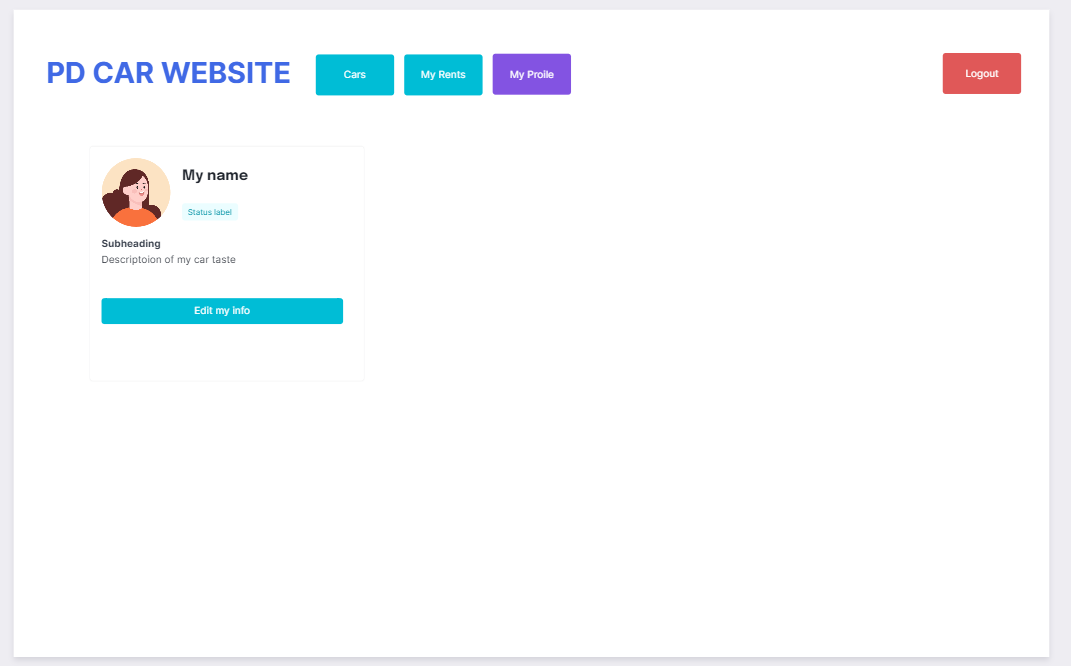 PD CAR WEBSITE
Cars
My Rents
My Proile
Logout
My name
Status label
Subheading
Descriptoion of my car taste
Edit my info